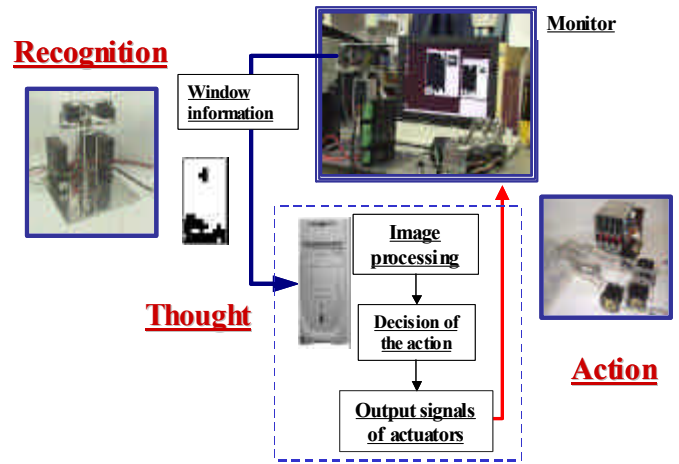 Monitor
Recognition
Window
information
Image
processing
Thought
Decision of
the action
Action
Output signals
of actuators